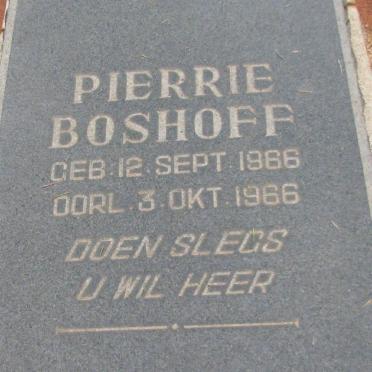 PIERRIE
BOSHOFF
GEB. 12. SEPT. 1966
OORL. 3. OKT. 1966
DOEN SLEGS
U WIL HEER